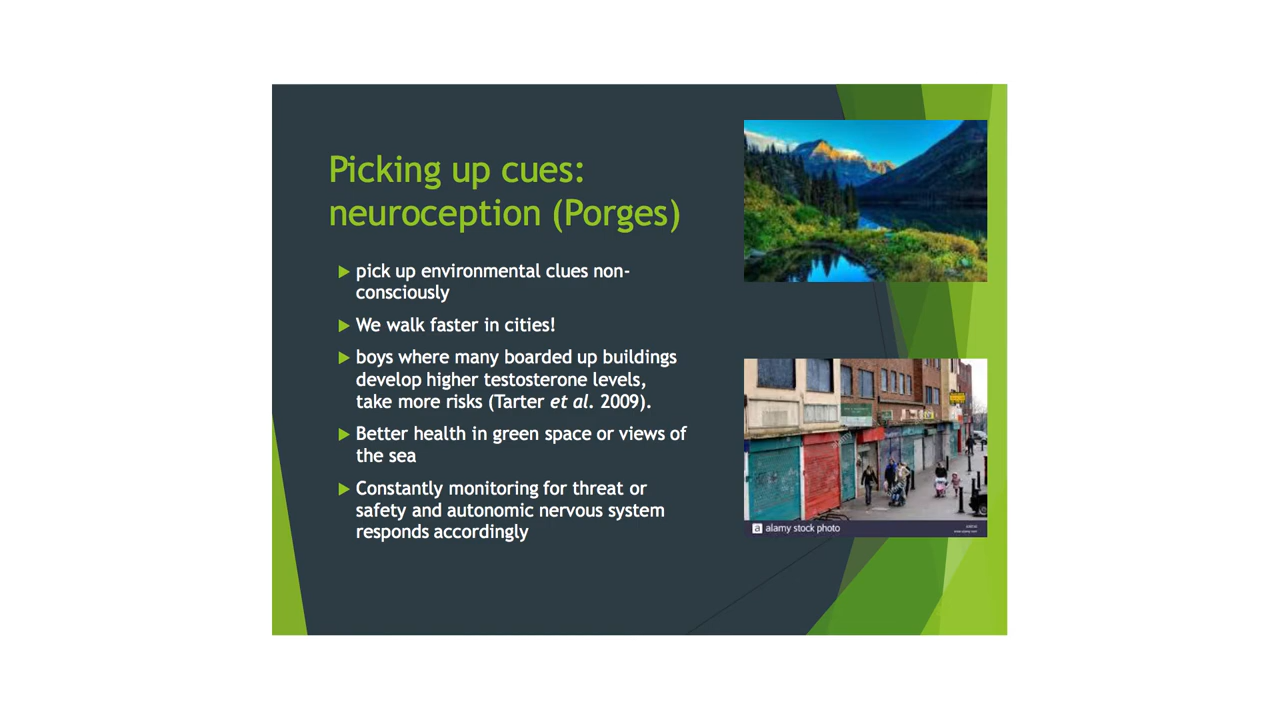 Picking up cues:
neuroception (Porges)
pick up environmental clues non-
consciously
We walk faster in cities!
boys where many boarded up buildings
develop higher testosterone levels,
take more risks (Tarter et al. 2009).
Better health in green space or views of
the sea
Constantly monitoring for threat or
safety and autonomic nervous system
responds accordingly
a alamy stock photo